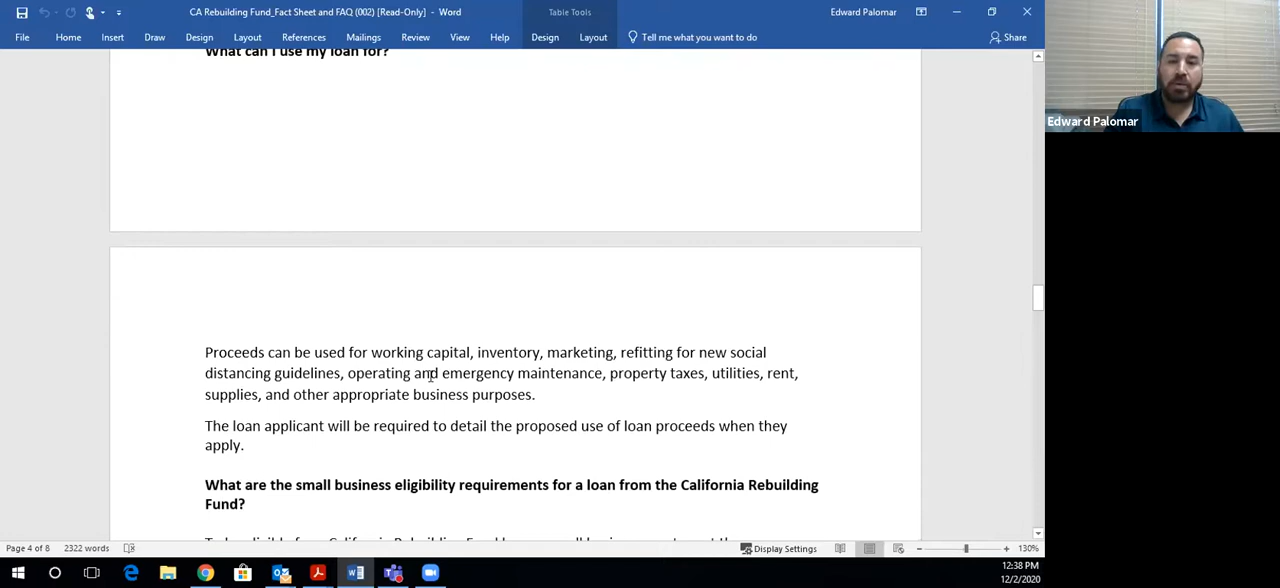 CA Rebuilding Fund_Fact Sheet and FAQ (002) [Read-Only] - Word
Table Tools
Edward Palomar
File Home Insert Draw Design Layout References Mailings Review View Help Design Layout Tell me what you want to do Share
What can I use my loan for?
Edward Palomar
Proceeds can be used for working capital, inventory, marketing, refitting for new social
distancing guidelines, operating and emergency maintenance, property taxes, utilities, rent,
supplies, and other appropriate business purposes.
The loan applicant will be required to detail the proposed use of loan proceeds when they
apply.
What are the small business eligibility requirements for a loan from the California Rebuilding
Fund?
Page 4 of 8 2322 words Display Settings 130%
12:38 PM
12/2/2020